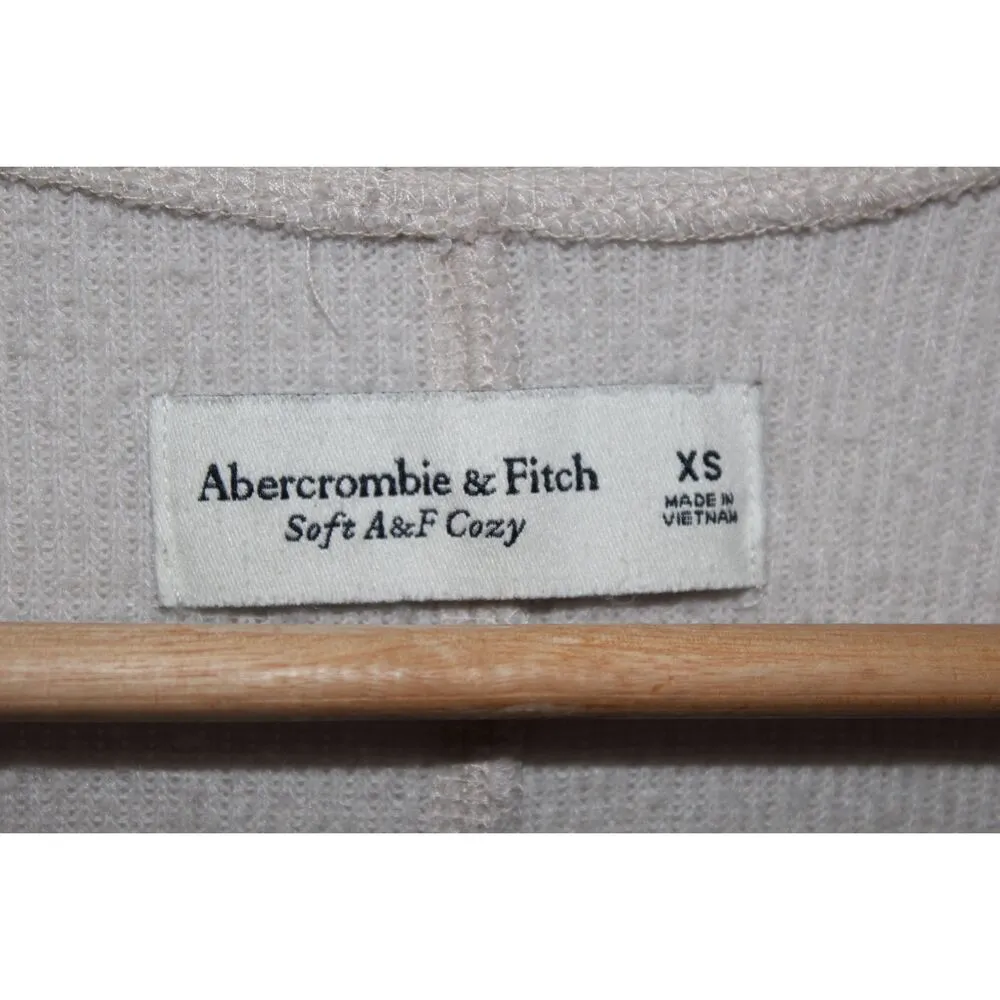 Abercrombie & Fitch
Soft A&F Cozy
XS
MADE IN
VIETNAM